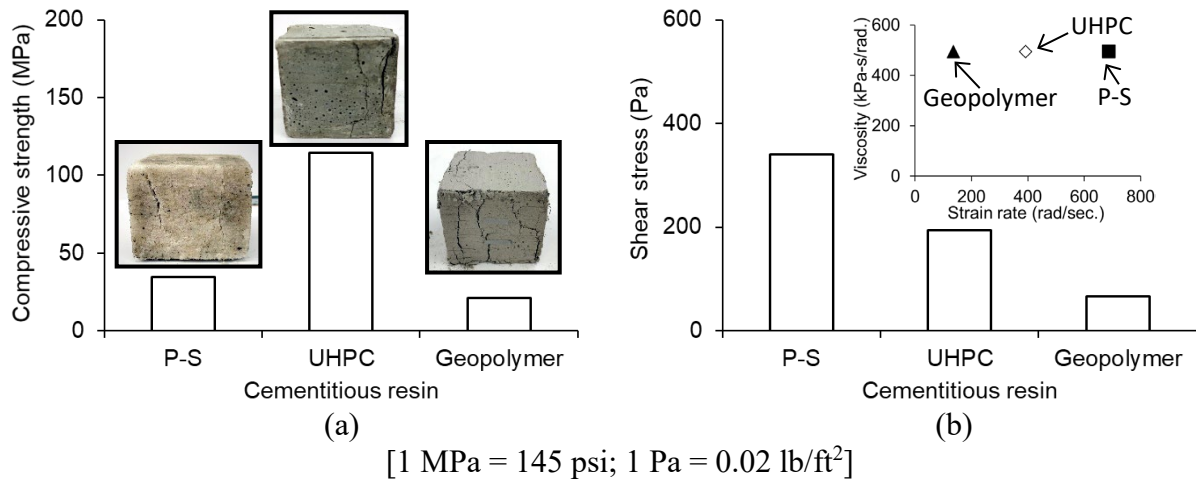 200
150
100
50
0
Compressive strength (MPa)
P-S
UHPC
Geopolymer
Cementitious resin
(a)
600
400
200
0
Shear stress (Pa)
P-S
UHPC
Geopolymer
Cementitious resin
(b)
600
400
200
0
Viscosity (kPa-s/rad.)
0 200 400 600 800
Strain rate (rad/sec.)
UHPC
Geopolymer
P-S
[1 MPa = 145 psi; 1 Pa = 0.02 lb/ft²]